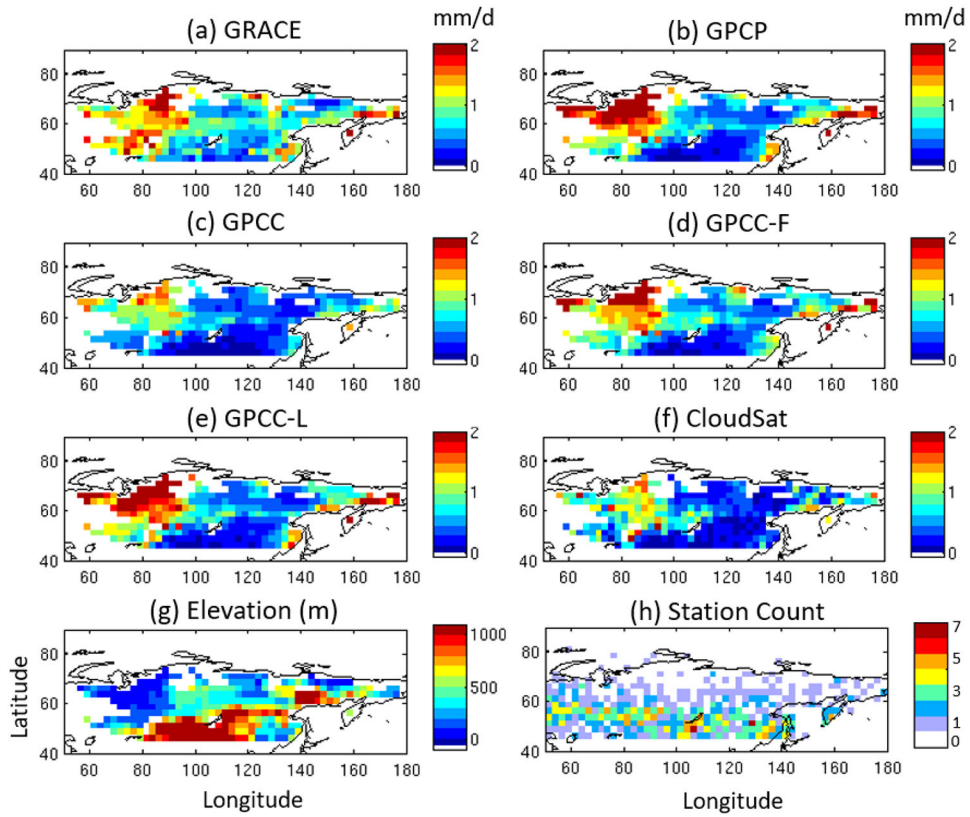 mm/d mm/d
(a) GRACE (b) GPCP
2 2
80 80
60 1 60 1
40 0 40 0
60 80 100 120 140 160 180 60 80 100 120 140 160 180
(c) GPCC (d) GPCC-F
2 2
80 80
60 1 60 1
40 0 40 0
60 80 100 120 140 160 180 60 80 100 120 140 160 180
(e) GPCC-L (f) CloudSat
2 2
80 80
60 1 60 1
40 0 40 0
60 80 100 120 140 160 180 60 80 100 120 140 160 180
(g) Elevation (m) (h) Station Count
1000 7
80 80 5
60 500 60 3
1
40 0 40 0
60 80 100 120 140 160 180 60 80 100 120 140 160 180
Latitude
Longitude Longitude